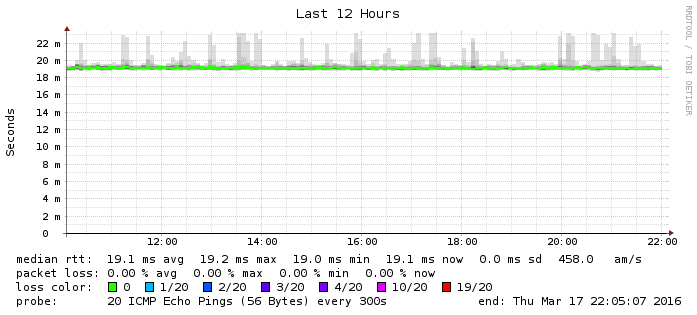 Last 12 Hours
RRDTOOL / TOBI OETIKER
Seconds
22 m
20 m
18 m
16 m
14 m
12 m
10 m
8 m
6 m
4 m
2 m
0
12:00 14:00 16:00 18:00 20:00 22:00
median rtt: 19.1 ms avg 19.2 ms max 19.0 ms min 19.1 ms now 0.0 ms sd 458.0 am/s
packet loss: 0.00 % avg 0.00 % max 0.00 % min 0.00 % now
loss color: 0 1/20 2/20 3/20 4/20 10/20 19/20
probe: 20 ICMP Echo Pings (56 Bytes) every 300s end: Thu Mar 17 22:05:07 2016